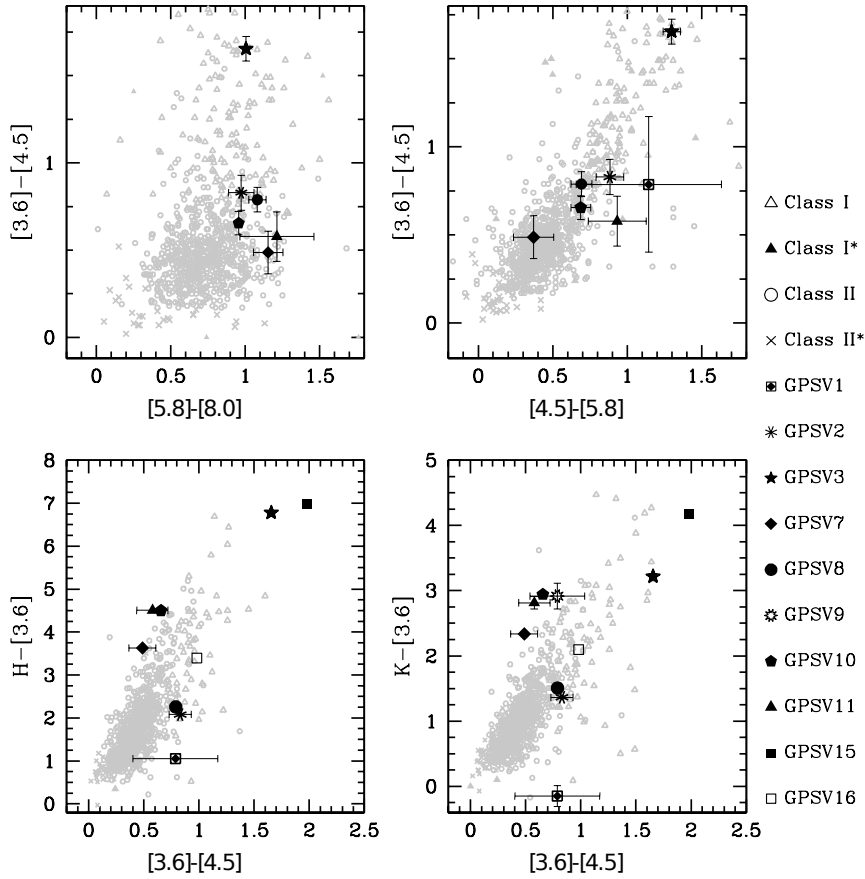 [3.6]-[4.5]
1
0
0
0.5
1
1.5
[5.8]-[8.0]
[3.6]-[4.5]
1
0
0
0.5
1
1.5
[4.5]-[5.8]
Class I
Class I*
Class II
Class II*
GPSV1
GPSV2
GPSV3
GPSV7
GPSV8
GPSV9
GPSV10
GPSV11
GPSV15
GPSV16
H-[3.6]
8
7
6
5
4
3
2
1
0
0
0.5
1
1.5
2
2.5
[3.6]-[4.5]
K-[3.6]
5
4
3
2
1
0
0
0.5
1
1.5
2
2.5
[3.6]-[4.5]